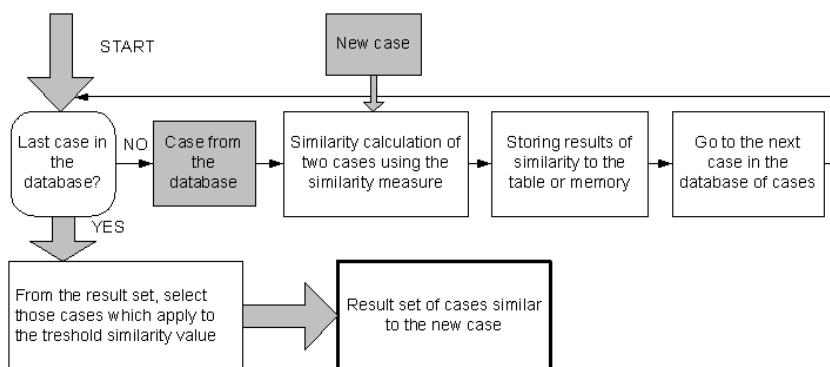 START
New case
Last case in
the
database?
NO
Case from
the
database
Similarity calculation of
two cases using the
similarity measure
Storing results of
similarity to the
table or memory
Go to the next
case in the
database of cases
YES
From the result set, select
those cases which apply to
the treshold similarity value
Result set of cases similar
to the new case